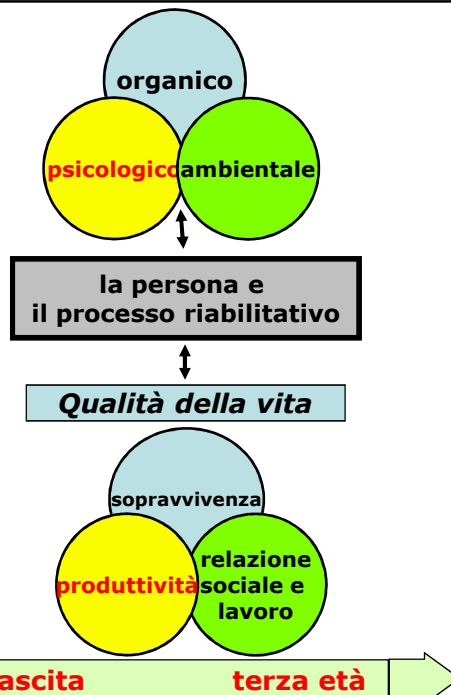 organico
psicologico ambientale
la persona e
il processo riabilitativo
Qualità della vita
sopravvivenza
produttività
relazione
sociale e
lavoro
ascita terza età